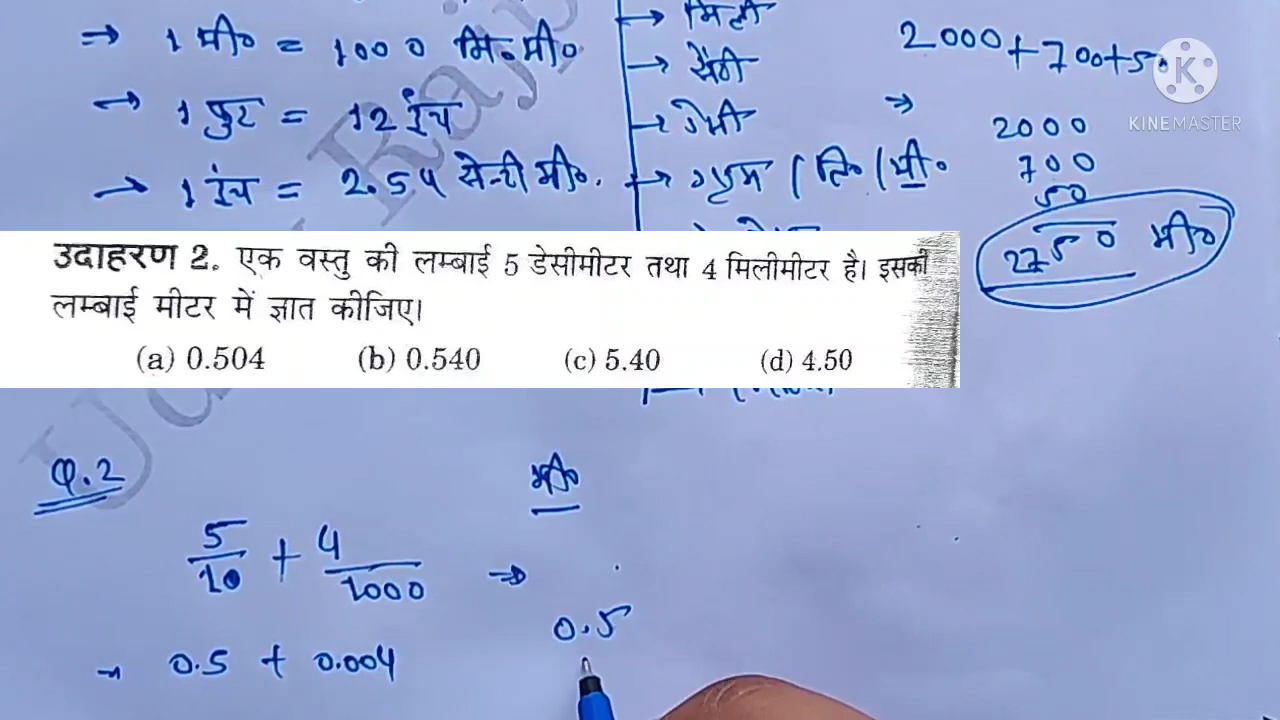 ⇒ 1 मी० = 1000 मि.मी०
→ 1 फुट = 12 इंच
→ 1 इंच = 2.54 सेन्टी मी०.
→ मिली
→ सेंटी
→ डेसी
2000+700+50
⇒ 2000
700
50
2750 मी०
KINEMASTER
उदाहरण 2. एक वस्तु की लम्बाई 5 डेसीमीटर तथा 4 मिलीमीटर है। इसकी
लम्बाई मीटर में ज्ञात कीजिए।
(a) 0.504 (b) 0.540 (c) 5.40 (d) 4.50
Q.2
मी०
5/10 + 4/1000 ⇒
→ 0.5 + 0.004
0.5